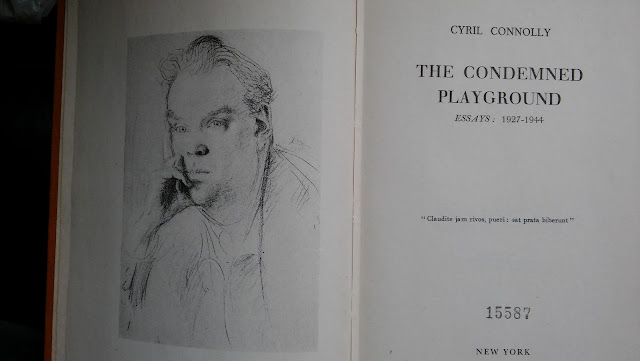 CYRIL CONNOLLY
THE CONDEMNED
PLAYGROUND
ESSAYS: 1927-1944
"Claudite jam rivos, pueri: sat prata biberunt"
15587
NEW YORK